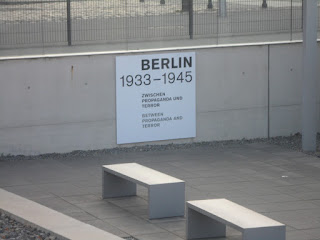 BERLIN
1933–1945
ZWISCHEN
PROPAGANDA UND
TERROR
BETWEEN
PROPAGANDA AND
TERROR